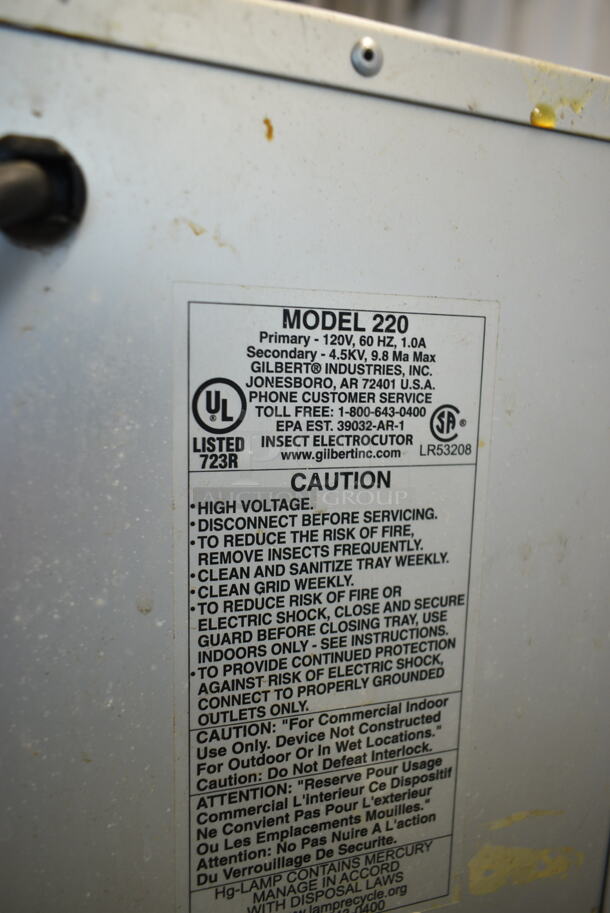 MODEL 220
Primary - 120V, 60 HZ, 1.0A
Secondary - 4.5KV, 9.8 Ma Max
GILBERT® INDUSTRIES, INC.
JONESBORO, AR 72401 U.S.A.
PHONE CUSTOMER SERVICE
TOLL FREE: 1-800-643-0400
EPA EST. 39032-AR-1
INSECT ELECTROCUTOR
www.gilbertinc.com
UL ®
LISTED
723R
SA ®
LR53208
CAUTION
AUCTION GROUP
•HIGH VOLTAGE.
•DISCONNECT BEFORE SERVICING.
•TO REDUCE THE RISK OF FIRE,
REMOVE INSECTS FREQUENTLY.
•CLEAN AND SANITIZE TRAY WEEKLY.
•CLEAN GRID WEEKLY.
•TO REDUCE RISK OF FIRE OR
ELECTRIC SHOCK, CLOSE AND SECURE
GUARD BEFORE CLOSING TRAY, USE
INDOORS ONLY - SEE INSTRUCTIONS.
•TO PROVIDE CONTINUED PROTECTION
AGAINST RISK OF ELECTRIC SHOCK,
CONNECT TO PROPERLY GROUNDED
OUTLETS ONLY.
CAUTION: "For Commercial Indoor
Use Only. Device Not Constructed
For Outdoor Or In Wet Locations."
Caution: Do Not Defeat Interlock.
ATTENTION: "Reserve Pour Usage
Commercial L'interieur Ce Dispositif
Ne Convient Pas Pour L'exterieur
Ou Les Emplacements Mouilles."
Attention: No Pas Nuire A L'action
Du Verrouillage De Securite.
Hg-LAMP CONTAINS MERCURY
MANAGE IN ACCORD
WITH DISPOSAL LAWS
www.lamprecycle.org